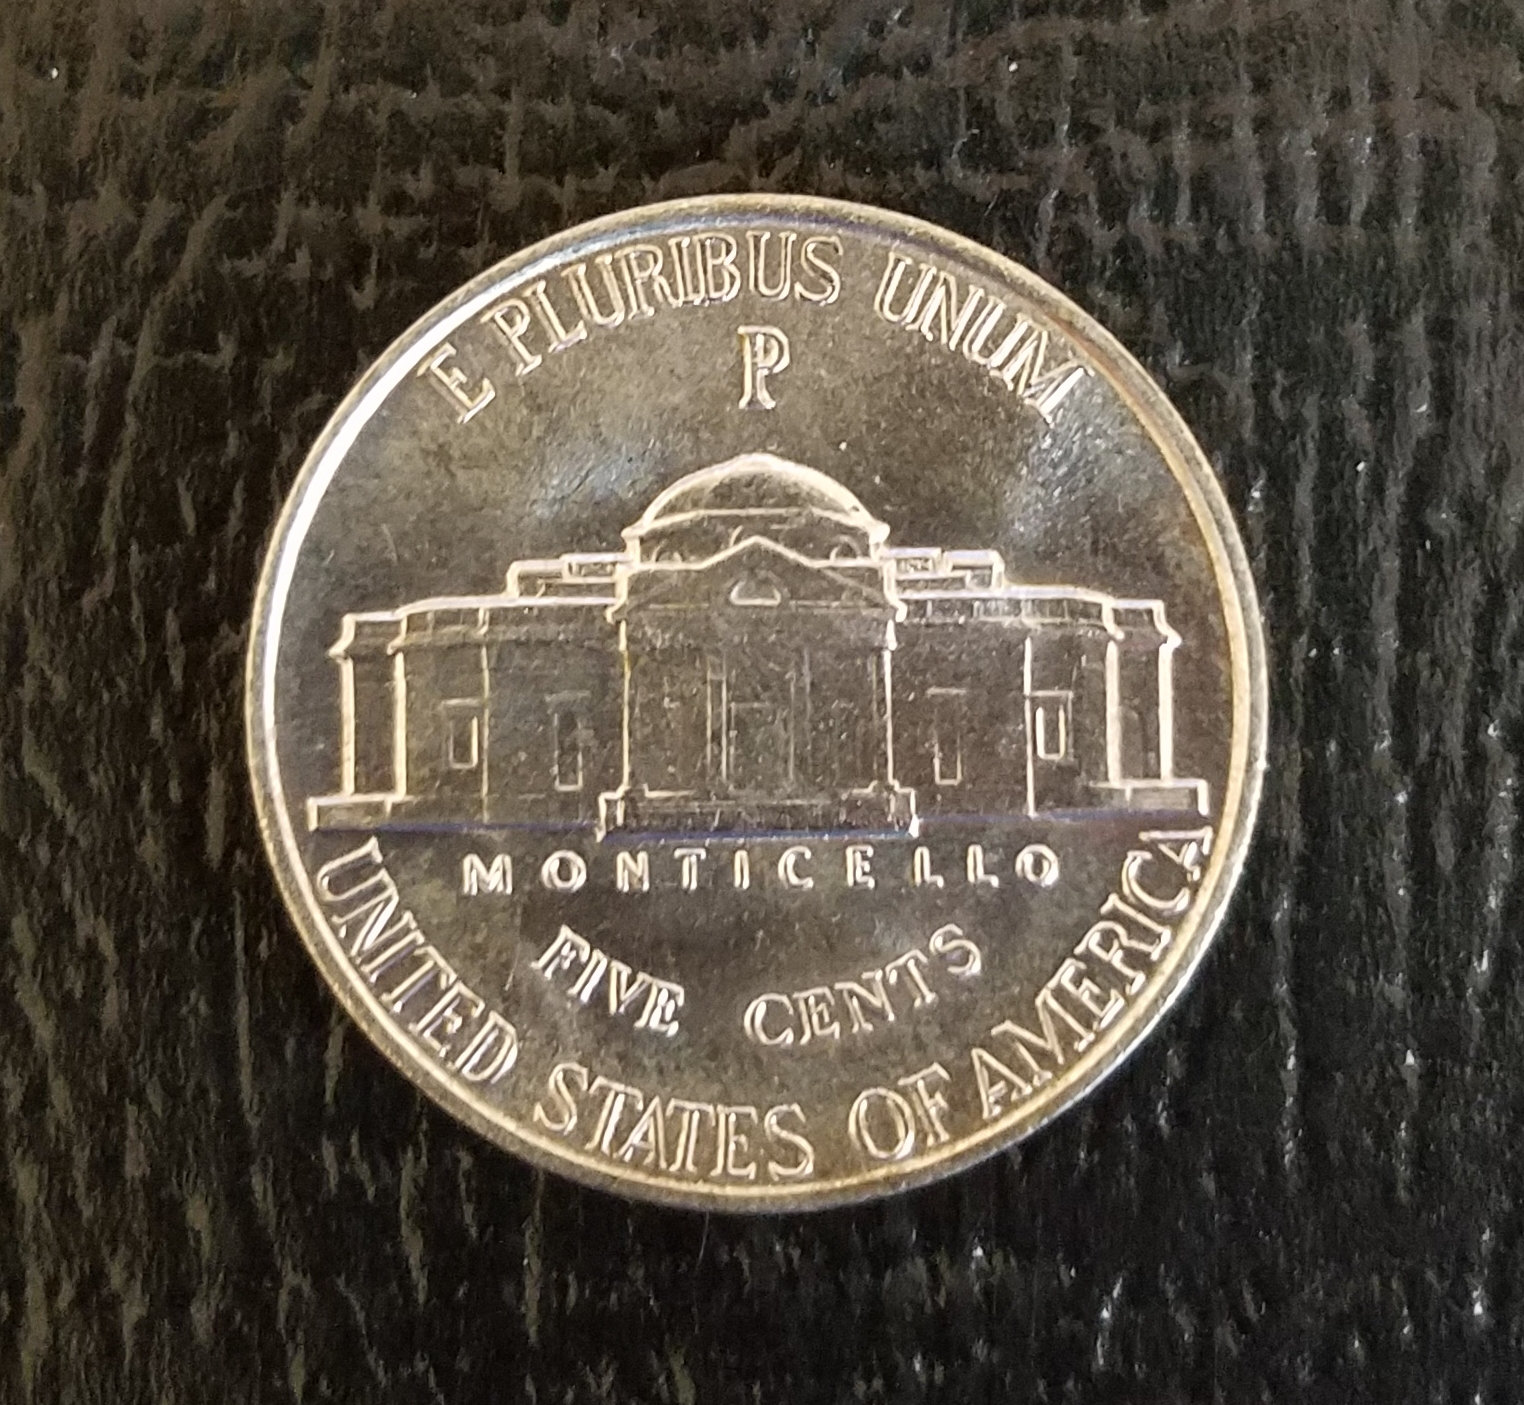 E PLURIBUS UNUM
P
MONTICELLO
FIVE CENTS
UNITED STATES OF AMERICA